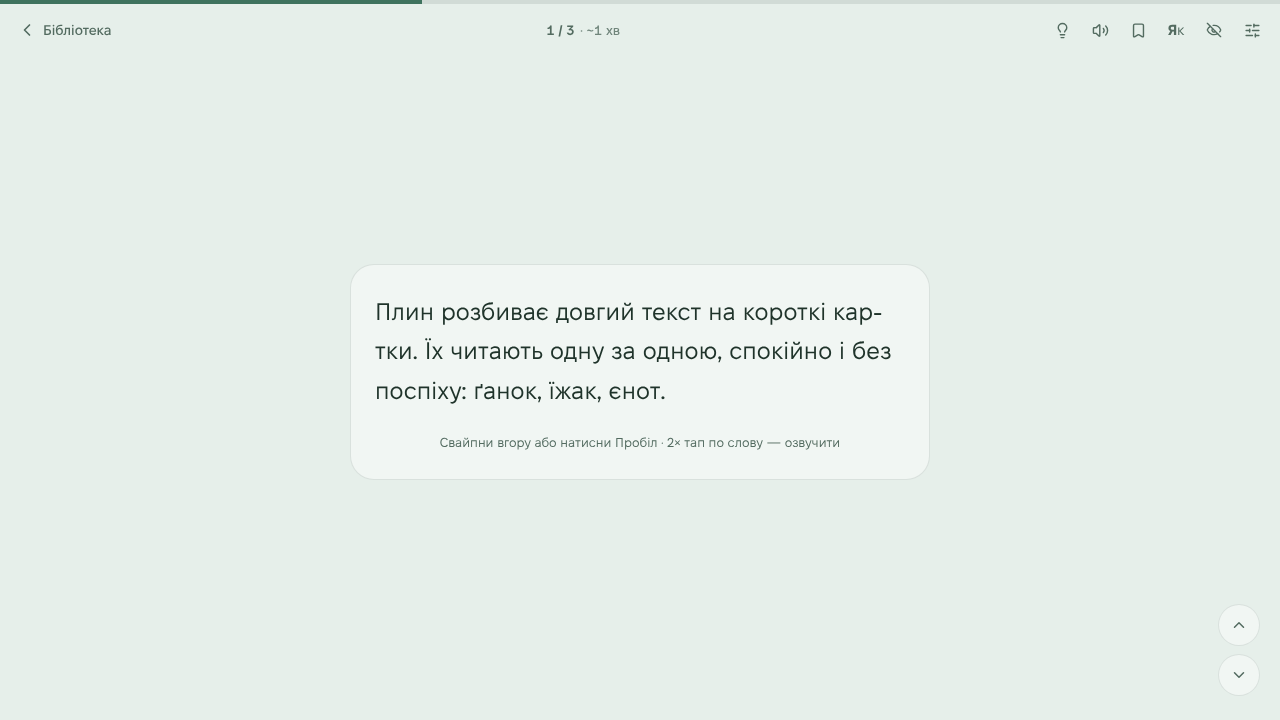 Бібліотека
1 / 3 · ~1 хв
Як
Плин розбиває довгий текст на короткі кар-
тки. Їх читають одну за одною, спокійно і без
поспіху: ґанок, їжак, єнот.
Свайпни вгору або натисни Пробіл · 2× тап по слову — озвучити